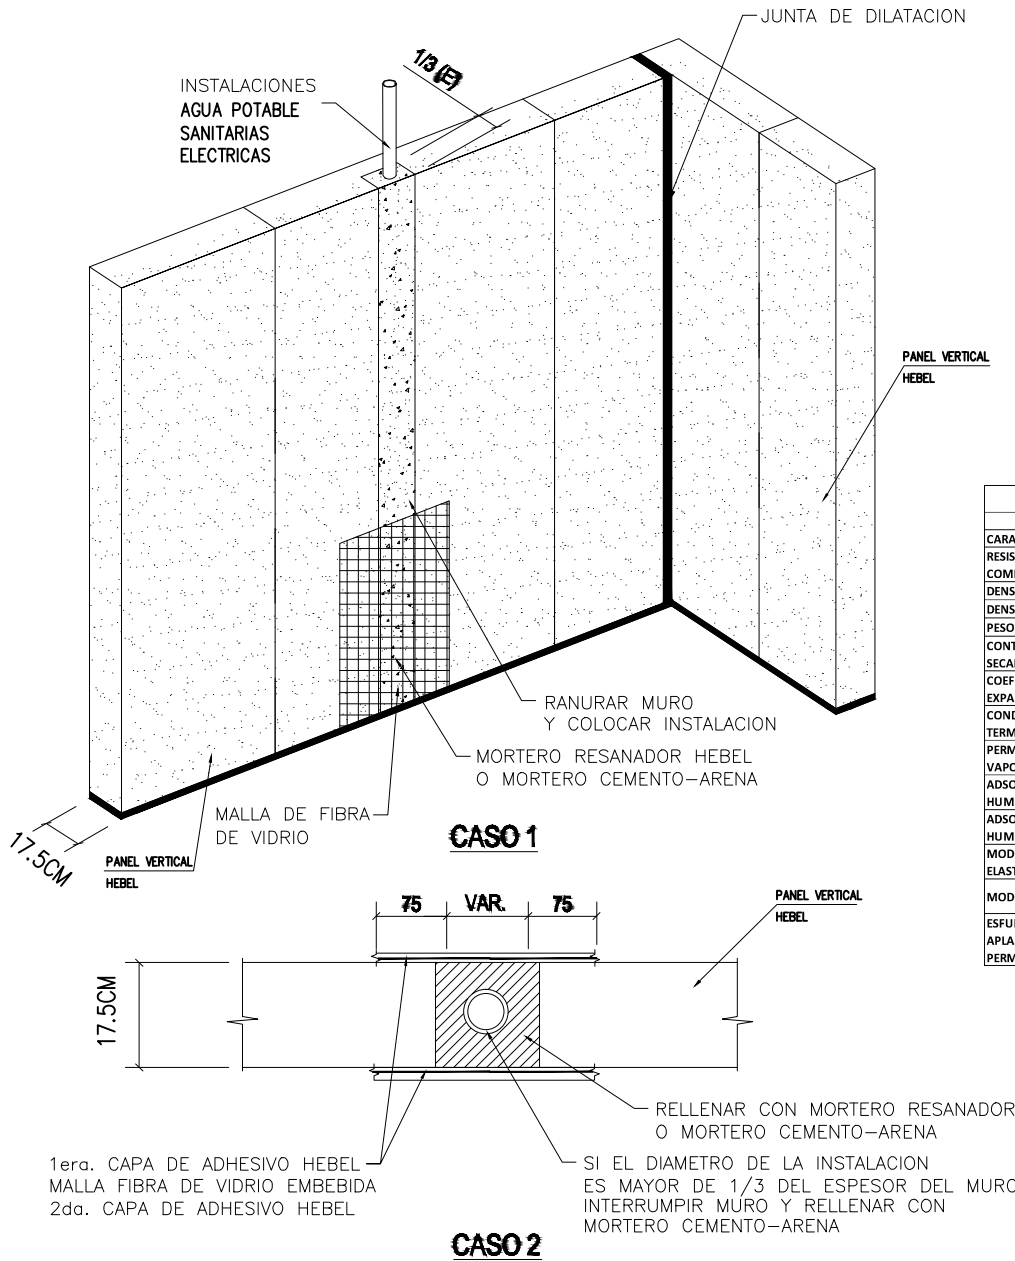 JUNTA DE DILATACION
1/3 (E)
INSTALACIONES
AGUA POTABLE
SANITARIAS
ELECTRICAS
PANEL VERTICAL
HEBEL
RANURAR MURO
Y COLOCAR INSTALACION
MORTERO RESANADOR HEBEL
O MORTERO CEMENTO-ARENA
MALLA DE FIBRA
DE VIDRIO
17.5CM
PANEL VERTICAL
HEBEL
CASO 1
75 VAR. 75
PANEL VERTICAL
HEBEL
17.5CM
RELLENAR CON MORTERO RESANADOR
O MORTERO CEMENTO-ARENA
1era. CAPA DE ADHESIVO HEBEL
MALLA FIBRA DE VIDRIO EMBEBIDA
2da. CAPA DE ADHESIVO HEBEL
SI EL DIAMETRO DE LA INSTALACION
ES MAYOR DE 1/3 DEL ESPESOR DEL MURO
INTERRUMPIR MURO Y RELLENAR CON
MORTERO CEMENTO-ARENA
CASO 2
PESO